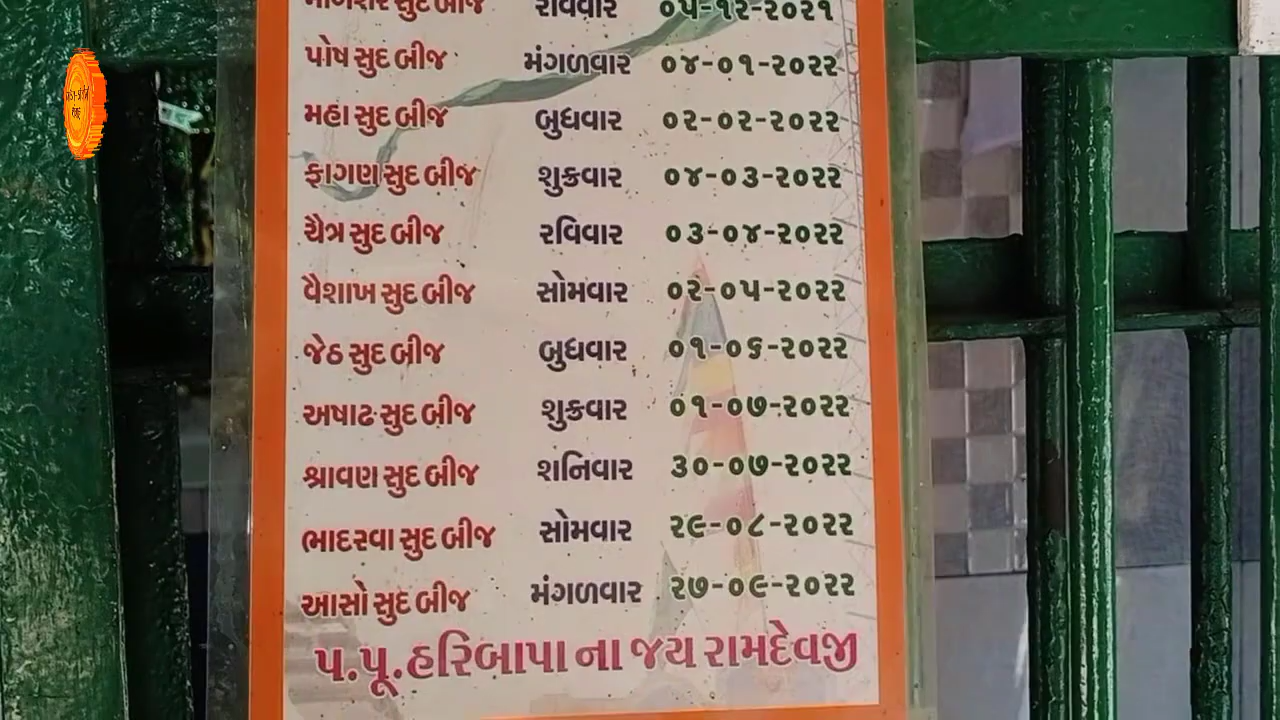 માગશર સુદ બીજ રવિવાર ૦૫-૧૨-૨૦૨૧
પોષ સુદ બીજ મંગળવાર ૦૪-૦૧-૨૦૨૨
મહા સુદ બીજ બુધવાર ૦૨-૦૨-૨૦૨૨
ફાગણ સુદ બીજ શુક્રવાર ૦૪-૦૩-૨૦૨૨
ચૈત્ર સુદ બીજ રવિવાર ૦૩-૦૪-૨૦૨૨
વૈશાખ સુદ બીજ સોમવાર ૦૨-૦૫-૨૦૨૨
જેઠ સુદ બીજ બુધવાર ૦૧-૦૬-૨૦૨૨
અષાઢ સુદ બીજ શુક્રવાર ૦૧-૦૭-૨૦૨૨
શ્રાવણ સુદ બીજ શનિવાર ૩૦-૦૭-૨૦૨૨
ભાદરવા સુદ બીજ સોમવાર ૨૯-૦૮-૨૦૨૨
આસો સુદ બીજ મંગળવાર ૨૭-૦૯-૨૦૨૨
પ.પૂ.હરિબાપા ના જય રામદેવજી